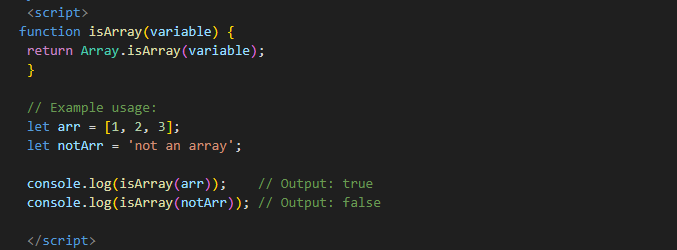 <script>
function isArray(variable) {
return Array.isArray(variable);
}
// Example usage:
let arr = [1, 2, 3];
let notArr = 'not an array';
console.log(isArray(arr));    // Output: true
console.log(isArray(notArr)); // Output: false
</script>